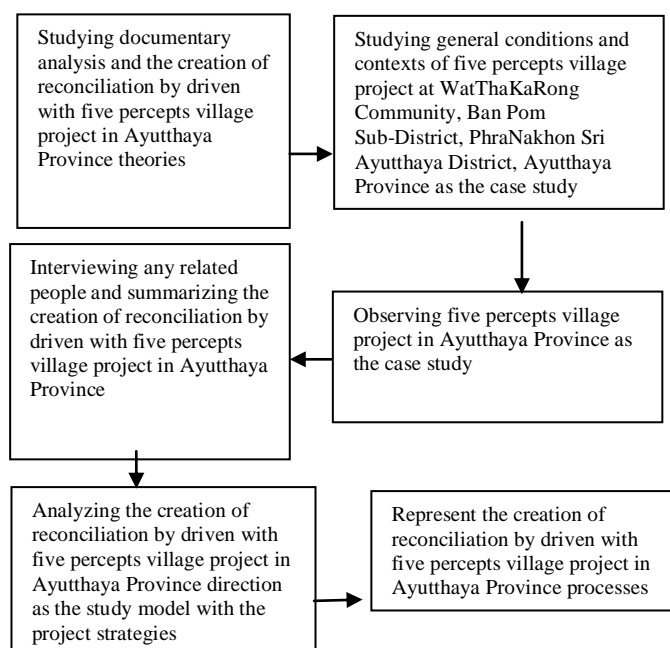 Studying documentary
analysis and the creation of
reconciliation by driven
with five percepts village
project in Ayutthaya
Province theories
Studying general conditions and
contexts of five percepts village
project at WatThaKaRong
Community, Ban Pom
Sub-District, PhraNakhon Sri
Ayutthaya District, Ayutthaya
Province as the case study
Observing five percepts village
project in Ayutthaya Province as
the case study
Interviewing any related
people and summarizing the
creation of reconciliation by
driven with five percepts
village project in Ayutthaya
Province
Analyzing the creation of
reconciliation by driven with
five percepts village project in
Ayutthaya Province direction
as the study model with the
project strategies
Represent the creation of
reconciliation by driven with
five percepts village project in
Ayutthaya Province processes